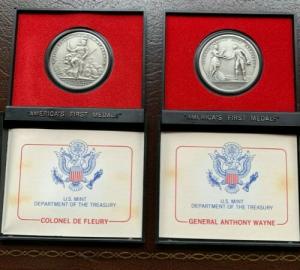 "AMERICA'S FIRST MEDALS"
U.S. MINT
DEPARTMENT OF THE TREASURY
COLONEL DE FLEURY
"AMERICA'S FIRST MEDALS"
U.S. MINT
DEPARTMENT OF THE TREASURY
GENERAL ANTHONY WAYNE